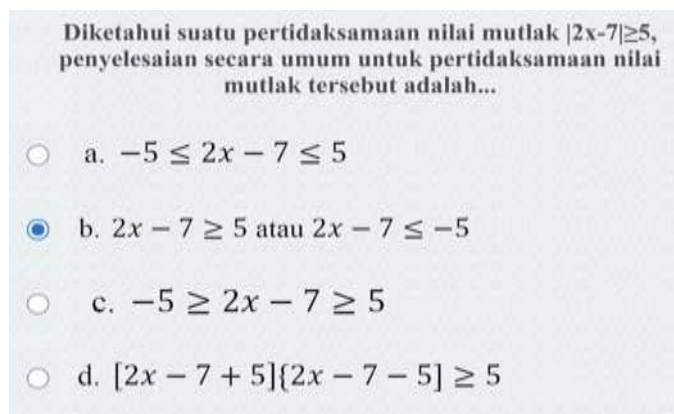 Diketahui suatu pertidaksamaan nilai mutlak |2x-7|≥5,
penyelesaian secara umum untuk pertidaksamaan nilai
mutlak tersebut adalah...
a. −5 ≤ 2x − 7 ≤ 5
b. 2x − 7 ≥ 5 atau 2x − 7 ≤ −5
c. −5 ≥ 2x − 7 ≥ 5
d. [2x − 7 + 5]{2x − 7 − 5] ≥ 5